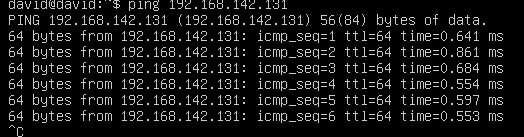 david@david:~$ ping 192.168.142.131
PING 192.168.142.131 (192.168.142.131) 56(84) bytes of data.
64 bytes from 192.168.142.131: icmp_seq=1 ttl=64 time=0.641 ms
64 bytes from 192.168.142.131: icmp_seq=2 ttl=64 time=0.861 ms
64 bytes from 192.168.142.131: icmp_seq=3 ttl=64 time=0.684 ms
64 bytes from 192.168.142.131: icmp_seq=4 ttl=64 time=0.554 ms
64 bytes from 192.168.142.131: icmp_seq=5 ttl=64 time=0.597 ms
64 bytes from 192.168.142.131: icmp_seq=6 ttl=64 time=0.553 ms
^C